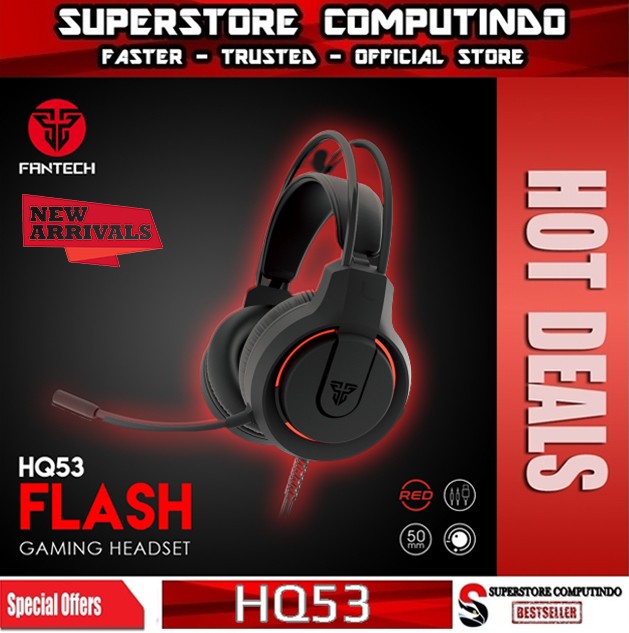 SUPERSTORE COMPUTINDO
FASTER - TRUSTED - OFFICIAL STORE
FANTECH
NEW
ARRIVALS
HOT DEALS
HQ53
FLASH
GAMING HEADSET
RED
50
mm
Special Offers
HQ53
S
SUPERSTORE COMPUTINDO
BESTSELLER